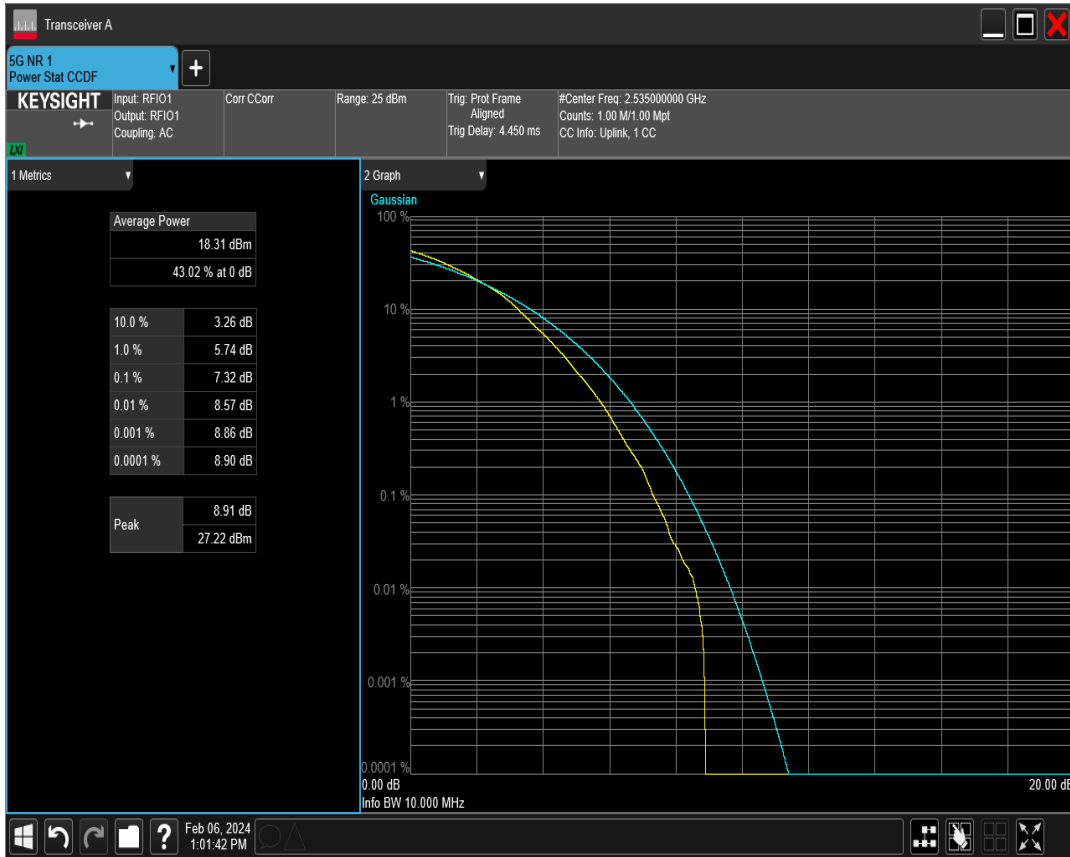 Transceiver A
5G NR 1
Power Stat CCDF
KEYSIGHT
LXI
Input: RFIO1
Output: RFIO1
Coupling: AC
Corr CCorr
Range: 25 dBm
Trig: Prot Frame
Aligned
Trig Delay: 4.450 ms
#Center Freq: 2.535000000 GHz
Counts: 1.00 M/1.00 Mpt
CC Info: Uplink, 1 CC
1 Metrics
Average Power
18.31 dBm
43.02 % at 0 dB
10.0 % 3.26 dB
1.0 % 5.74 dB
0.1 % 7.32 dB
0.01 % 8.57 dB
0.001 % 8.86 dB
0.0001 % 8.90 dB
Peak
8.91 dB
27.22 dBm
2 Graph
Gaussian
100 %
10 %
1 %
0.1 %
0.01 %
0.001 %
0.0001 %
0.00 dB 20.00 dB
Info BW 10.000 MHz
?
Feb 06, 2024
1:01:42 PM